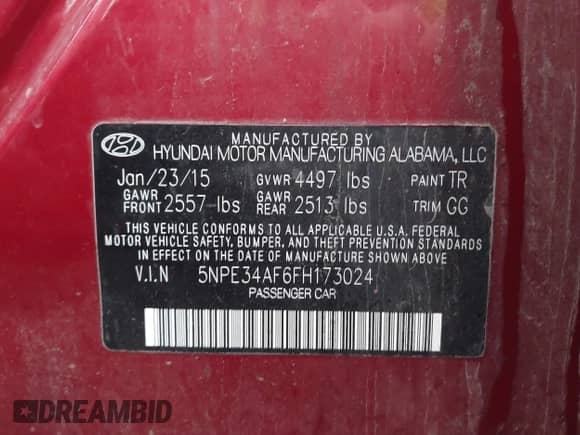 MANUFACTURED BY
HYUNDAI MOTOR MANUFACTURING ALABAMA, LLC
Jan/23/15 GVWR 4497 lbs PAINT TR
GAWR FRONT 2557 lbs GAWR REAR 2513 lbs TRIM GG
THIS VEHICLE CONFORMS TO ALL APPLICABLE U.S.A. FEDERAL
MOTOR VEHICLE SAFETY, BUMPER, AND THEFT PREVENTION STANDARDS
IN EFFECT ON THE DATE OF MANUFACTURE SHOWN ABOVE.
V.I.N 5NPE34AF6FH173024
PASSENGER CAR
DREAMBID